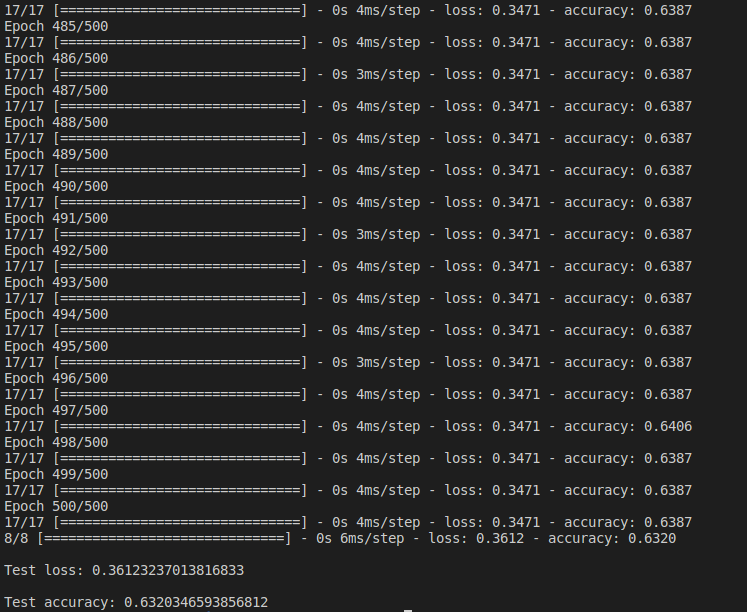 17/17 [==============================] - 0s 4ms/step - loss: 0.3471 - accuracy: 0.6387
Epoch 485/500
17/17 [==============================] - 0s 4ms/step - loss: 0.3471 - accuracy: 0.6387
Epoch 486/500
17/17 [==============================] - 0s 3ms/step - loss: 0.3471 - accuracy: 0.6387
Epoch 487/500
17/17 [==============================] - 0s 4ms/step - loss: 0.3471 - accuracy: 0.6387
Epoch 488/500
17/17 [==============================] - 0s 4ms/step - loss: 0.3471 - accuracy: 0.6387
Epoch 489/500
17/17 [==============================] - 0s 4ms/step - loss: 0.3471 - accuracy: 0.6387
Epoch 490/500
17/17 [==============================] - 0s 4ms/step - loss: 0.3471 - accuracy: 0.6387
Epoch 491/500
17/17 [==============================] - 0s 3ms/step - loss: 0.3471 - accuracy: 0.6387
Epoch 492/500
17/17 [==============================] - 0s 4ms/step - loss: 0.3471 - accuracy: 0.6387
Epoch 493/500
17/17 [==============================] - 0s 4ms/step - loss: 0.3471 - accuracy: 0.6387
Epoch 494/500
17/17 [==============================] - 0s 4ms/step - loss: 0.3471 - accuracy: 0.6387
Epoch 495/500
17/17 [==============================] - 0s 3ms/step - loss: 0.3471 - accuracy: 0.6387
Epoch 496/500
17/17 [==============================] - 0s 4ms/step - loss: 0.3471 - accuracy: 0.6387
Epoch 497/500
17/17 [==============================] - 0s 4ms/step - loss: 0.3471 - accuracy: 0.6406
Epoch 498/500
17/17 [==============================] - 0s 4ms/step - loss: 0.3471 - accuracy: 0.6387
Epoch 499/500
17/17 [==============================] - 0s 4ms/step - loss: 0.3471 - accuracy: 0.6387
Epoch 500/500
17/17 [==============================] - 0s 4ms/step - loss: 0.3471 - accuracy: 0.6387
8/8 [==============================] - 0s 6ms/step - loss: 0.3612 - accuracy: 0.6320
Test loss: 0.36123237013816833
Test accuracy: 0.6320346593856812